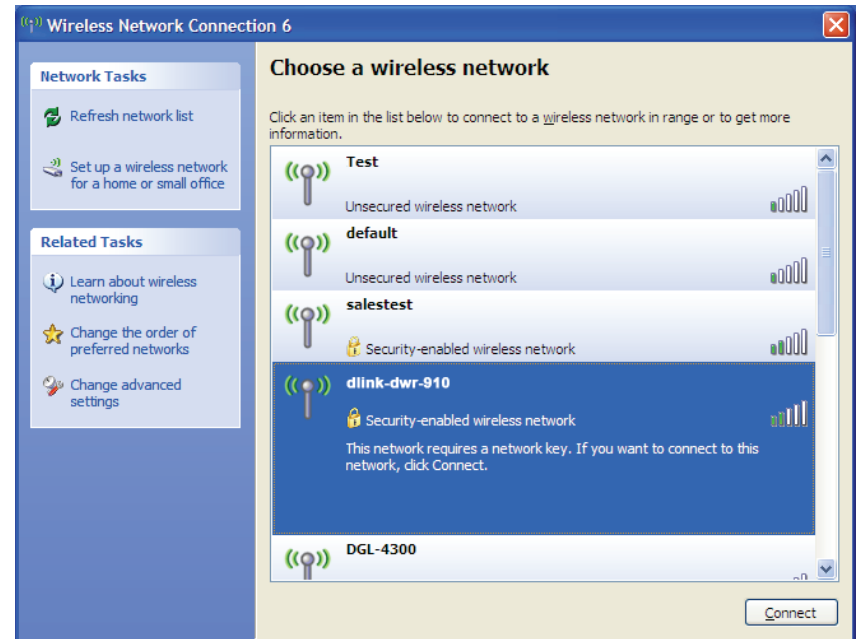 Wireless Network Connection 6
Network Tasks
Refresh network list
Set up a wireless network
for a home or small office
Related Tasks
Learn about wireless
networking
Change the order of
preferred networks
Change advanced
settings
Choose a wireless network
Click an item in the list below to connect to a wireless network in range or to get more
information.
Test
Unsecured wireless network
default
Unsecured wireless network
salestest
Security-enabled wireless network
dlink-dwr-910
Security-enabled wireless network
This network requires a network key. If you want to connect to this
network, click Connect.
DGL-4300
Connect